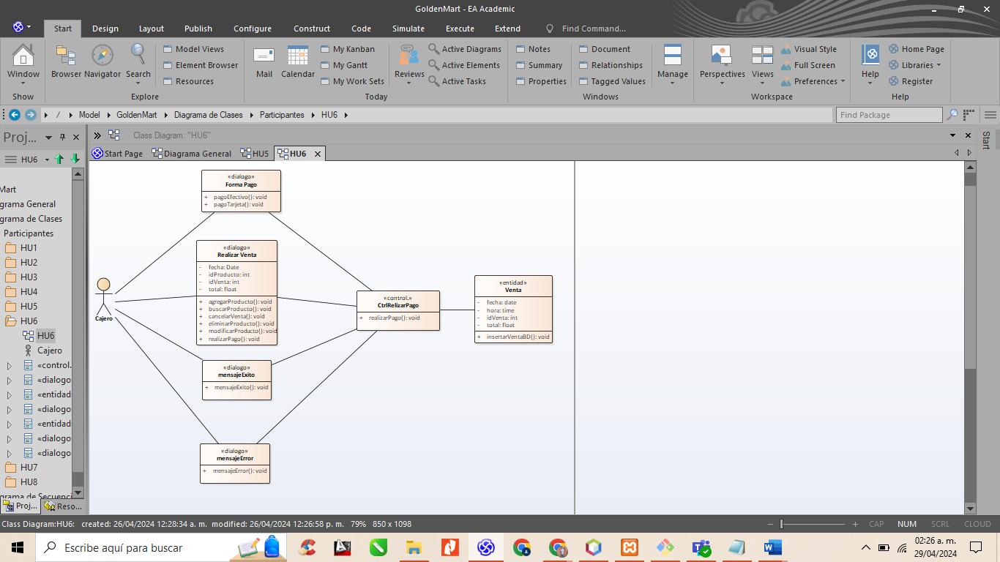 GoldenMart - EA Academic
Start Design Layout Publish Configure Construct Code Simulate Execute Extend Find Command...
Window
Show
Browser Navigator Search
Model Views
Element Browser
Resources
Explore
Mail Calendar
My Kanban
My Gantt
My Work Sets
Today
Reviews
Active Diagrams
Active Elements
Active Tasks
Notes
Summary
Properties
Document
Relationships
Tagged Values
Windows
Manage
Perspectives Views
Visual Style
Full Screen
Preferences
Workspace
Help
Home Page
Libraries
Register
Help
/ Model GoldenMart Diagrama de Clases Participantes HU6
Find Package
Proj...
HU6
Mart
grama General
grama de Clases
Participantes
HU1
HU2
HU3
HU4
HU5
HU6
HU6
Cajero
«control.
«dialogo
«entidad
«dialogo
«entidad
«dialogo
«dialogo
HU7
HU8
grama de Secuenc
Proj... Reso...
Class Diagram: "HU6"
Start Page Diagrama General HU5 HU6
Start
«dialogo»
Forma Pago
+ pagoEfectivo(): void
+ pagoTarjeta(): void
«dialogo»
Realizar Venta
- fecha: Date
- idProducto: int
- idVenta: int
- total: float
+ agregarProducto(): void
+ buscarProducto(): void
+ cancelarVenta(): void
+ eliminarProducto(): void
+ modificarProducto(): void
+ realizarPago(): void
Cajero
«control.»
CtrlRelizarPago
+ realizarPago(): void
«entidad»
Venta
- fecha: date
- hora: time
- idVenta: int
- total: float
+ insertarVentaBD(): void
«dialogo»
mensajeExito
+ mensajeExito(): void
«dialogo»
mensajeError
+ mensajeError(): void
Class Diagram:HU6: created: 26/04/2024 12:28:34 a. m. modified: 26/04/2024 12:26:58 p. m. 79% 850 x 1098
CAP NUM SCRL CLOUD
Escribe aquí para buscar
02:26 a. m.
29/04/2024